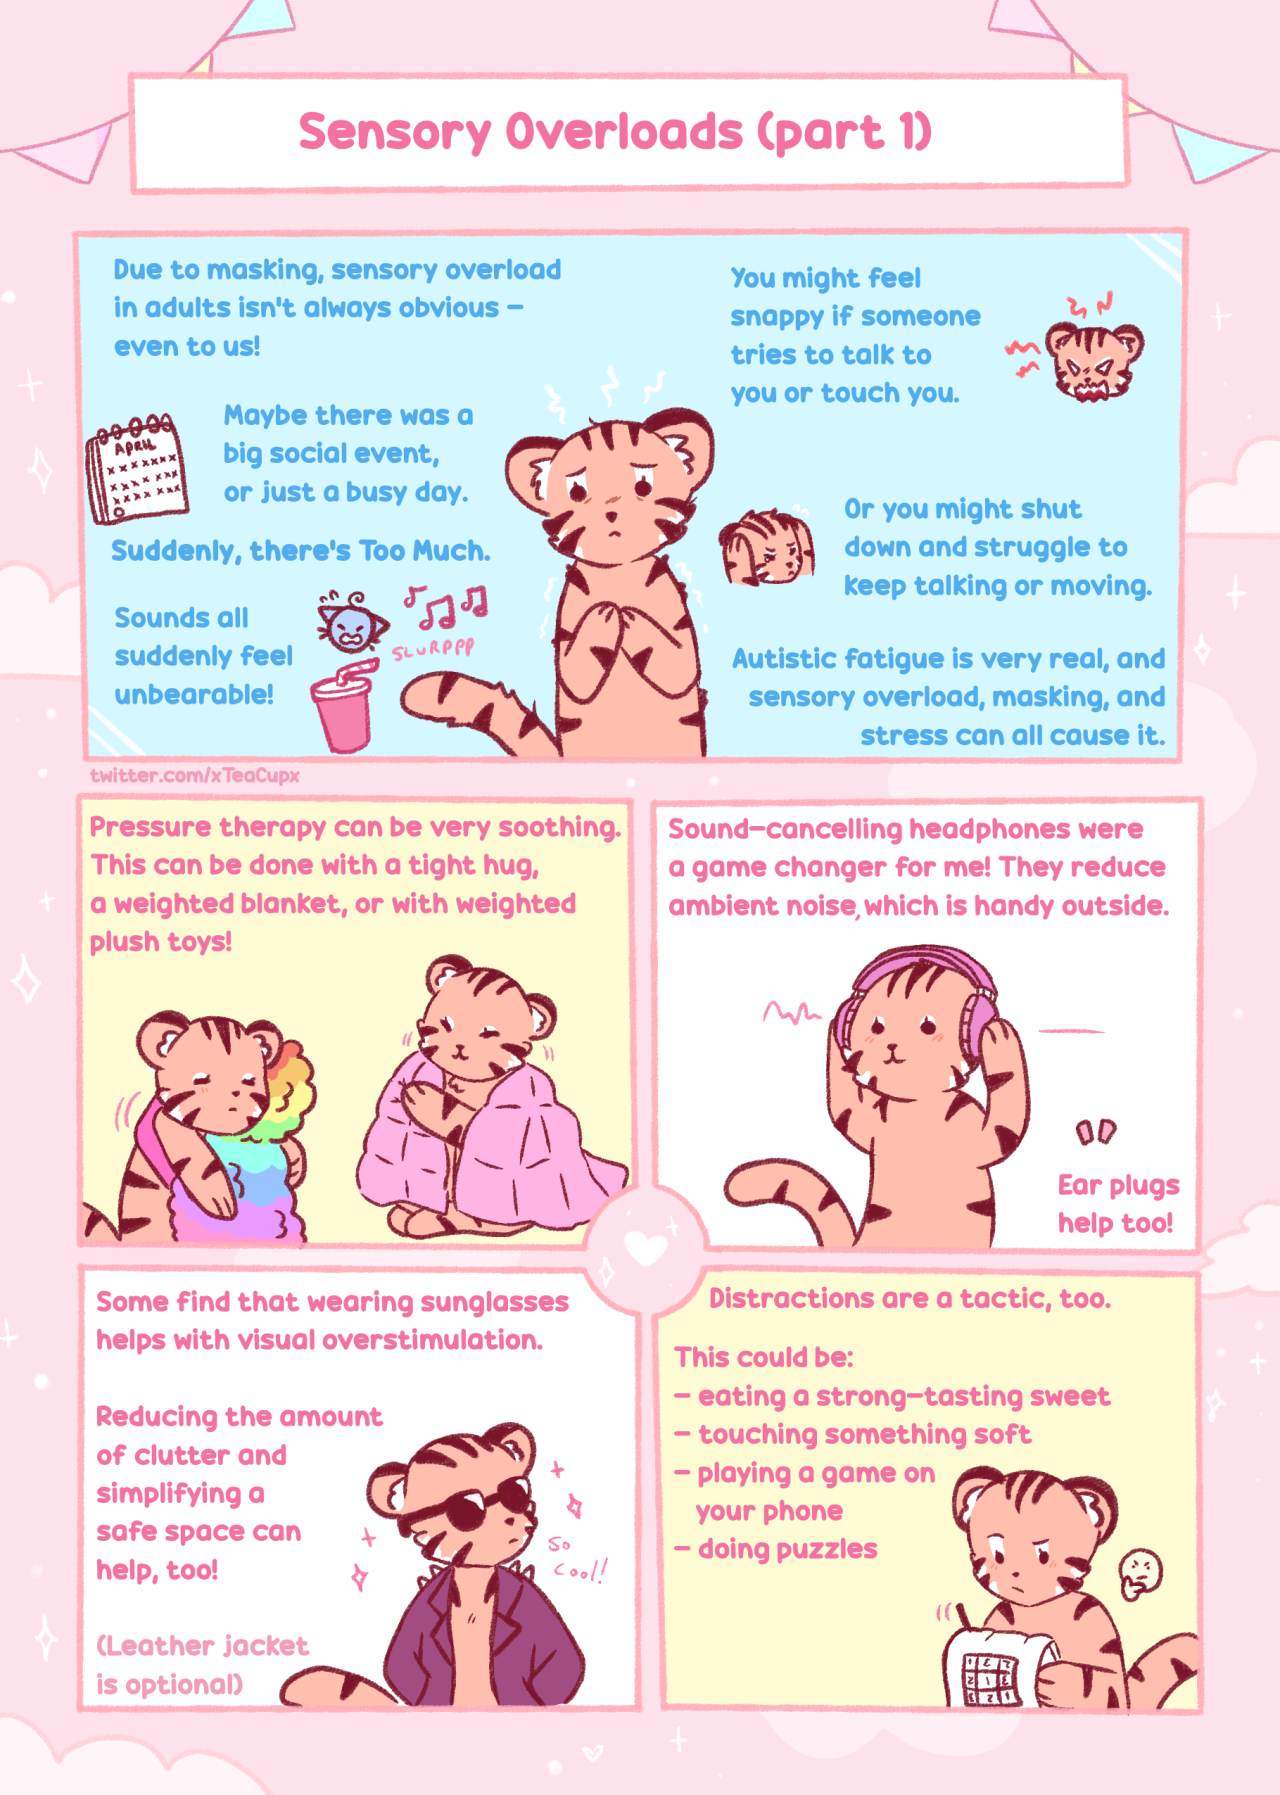 Sensory Overloads (part 1)
Due to masking, sensory overload
in adults isn't always obvious –
even to us!
APRIL
Maybe there was a
big social event,
or just a busy day.
Suddenly, there's Too Much.
Sounds all
suddenly feel
unbearable!
SLURPPP
You might feel
snappy if someone
tries to talk to
you or touch you.
Or you might shut
down and struggle to
keep talking or moving.
Autistic fatigue is very real, and
sensory overload, masking, and
stress can all cause it.
twitter.com/xTeaCupx
Pressure therapy can be very soothing.
This can be done with a tight hug,
a weighted blanket, or with weighted
plush toys!
Sound-cancelling headphones were
a game changer for me! They reduce
ambient noise, which is handy outside.
Ear plugs
help too!
Some find that wearing sunglasses
helps with visual overstimulation.
Reducing the amount
of clutter and
simplifying a
safe space can
help, too!
(Leather jacket
is optional)
So
cool!
Distractions are a tactic, too.
This could be:
– eating a strong-tasting sweet
– touching something soft
– playing a game on
your phone
– doing puzzles